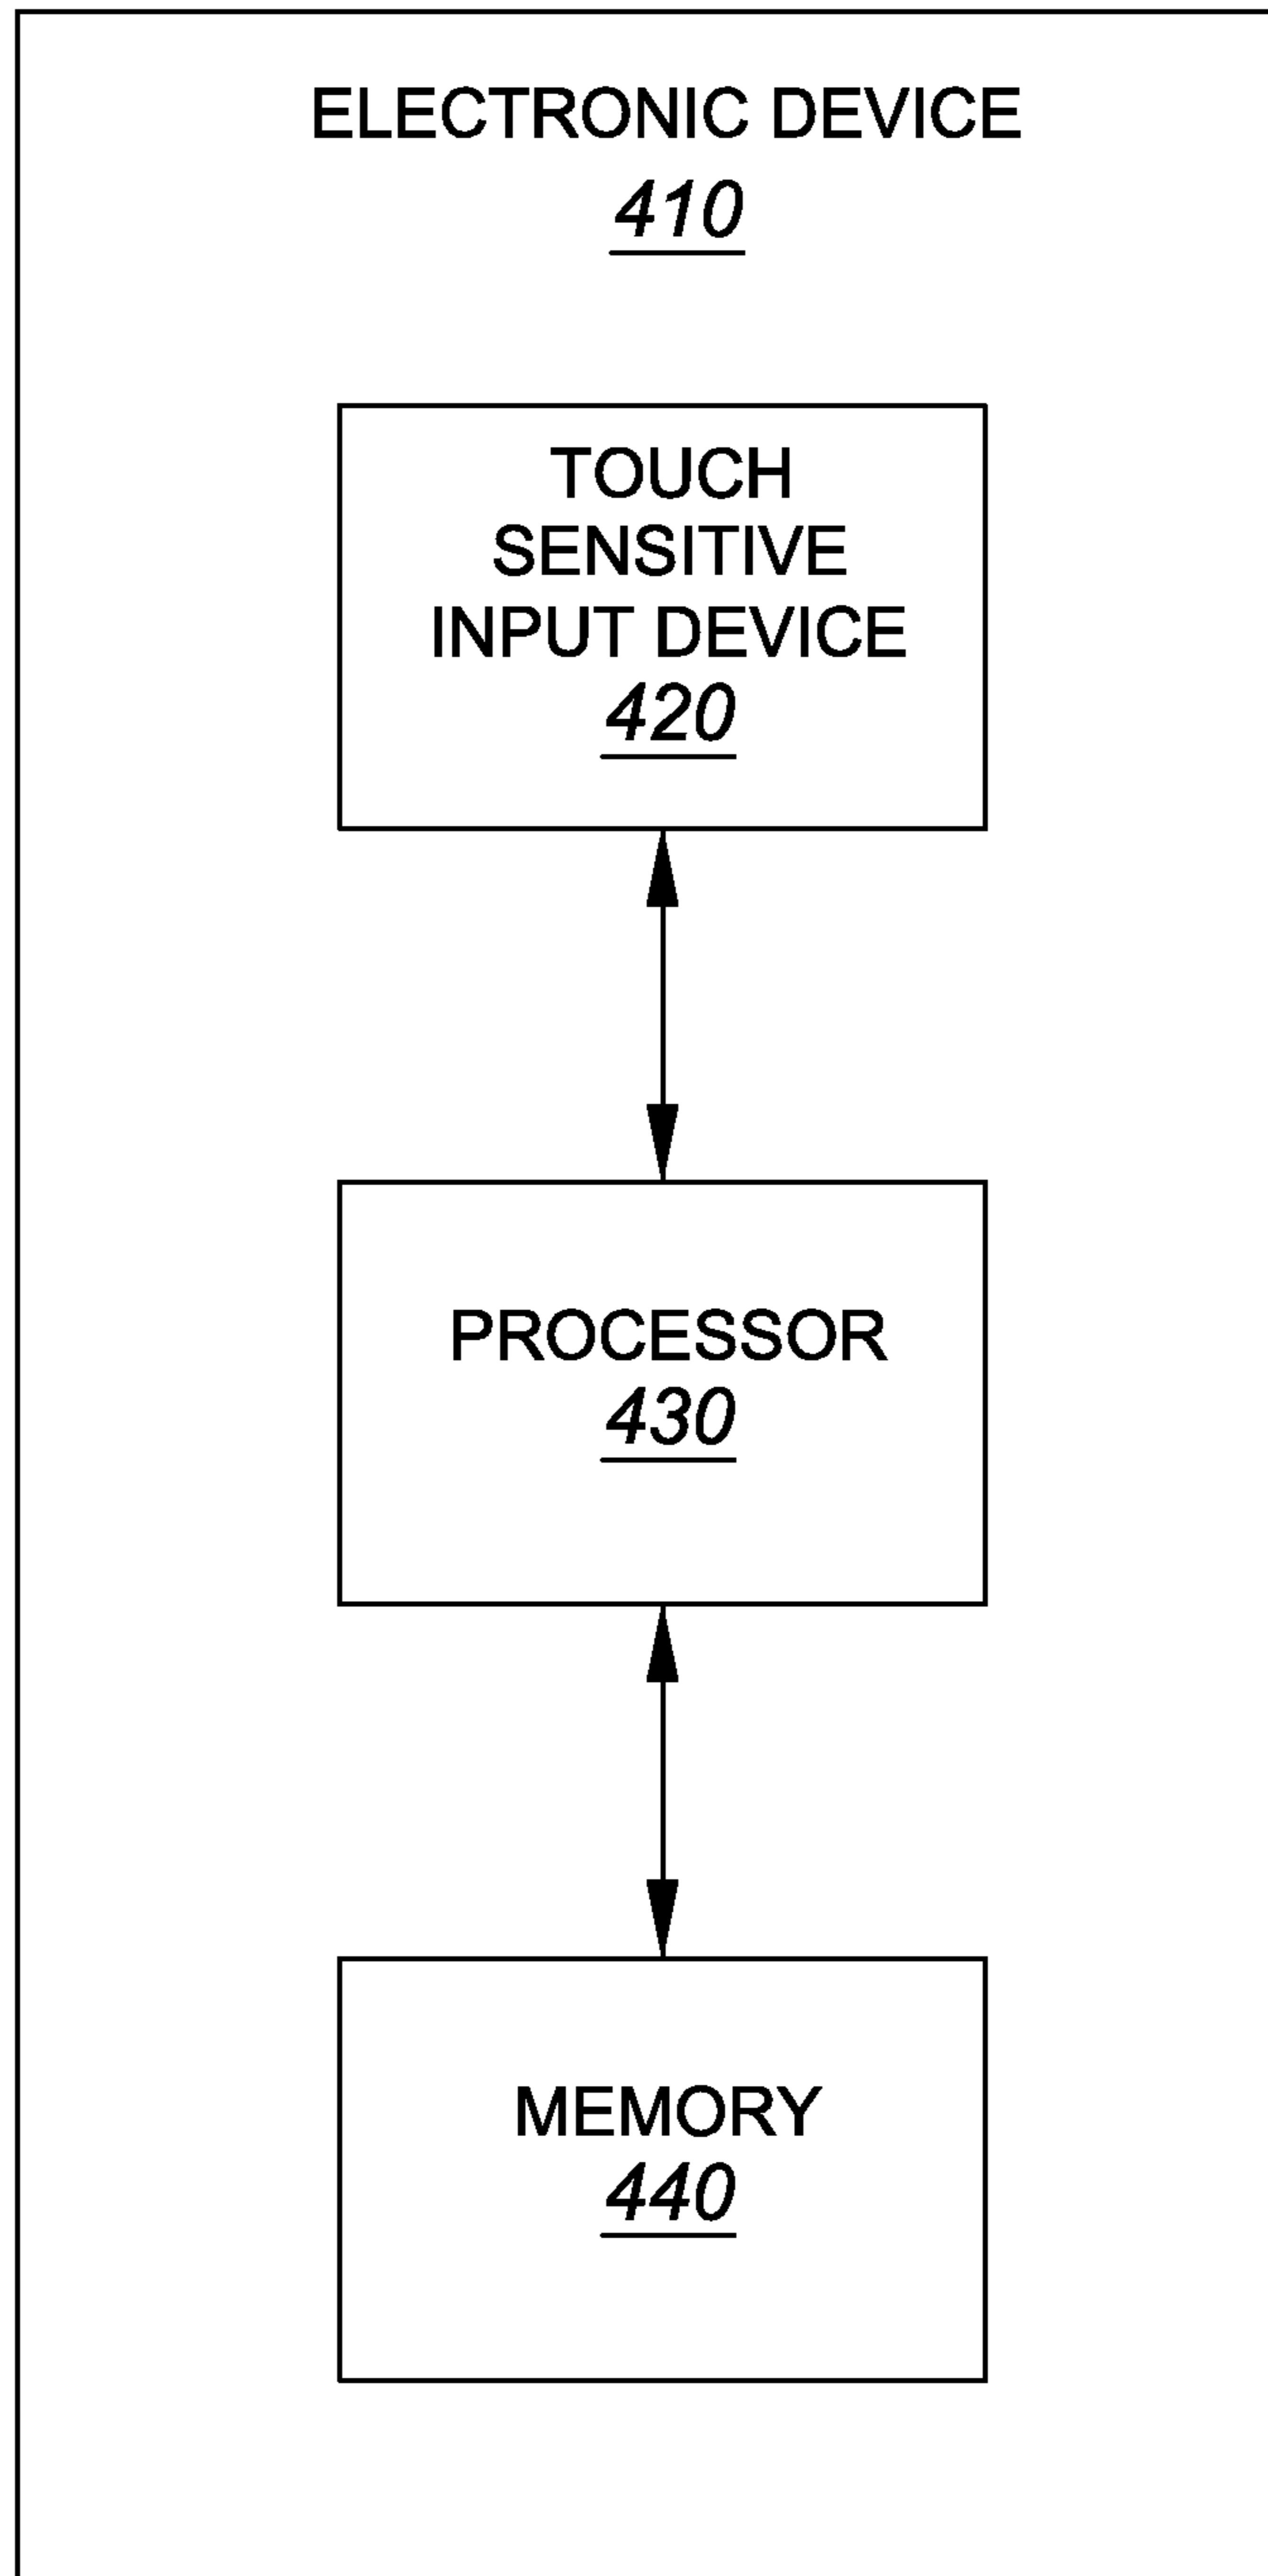 ELECTRONIC DEVICE
410
TOUCH
SENSITIVE
INPUT DEVICE
420
PROCESSOR
430
MEMORY
440